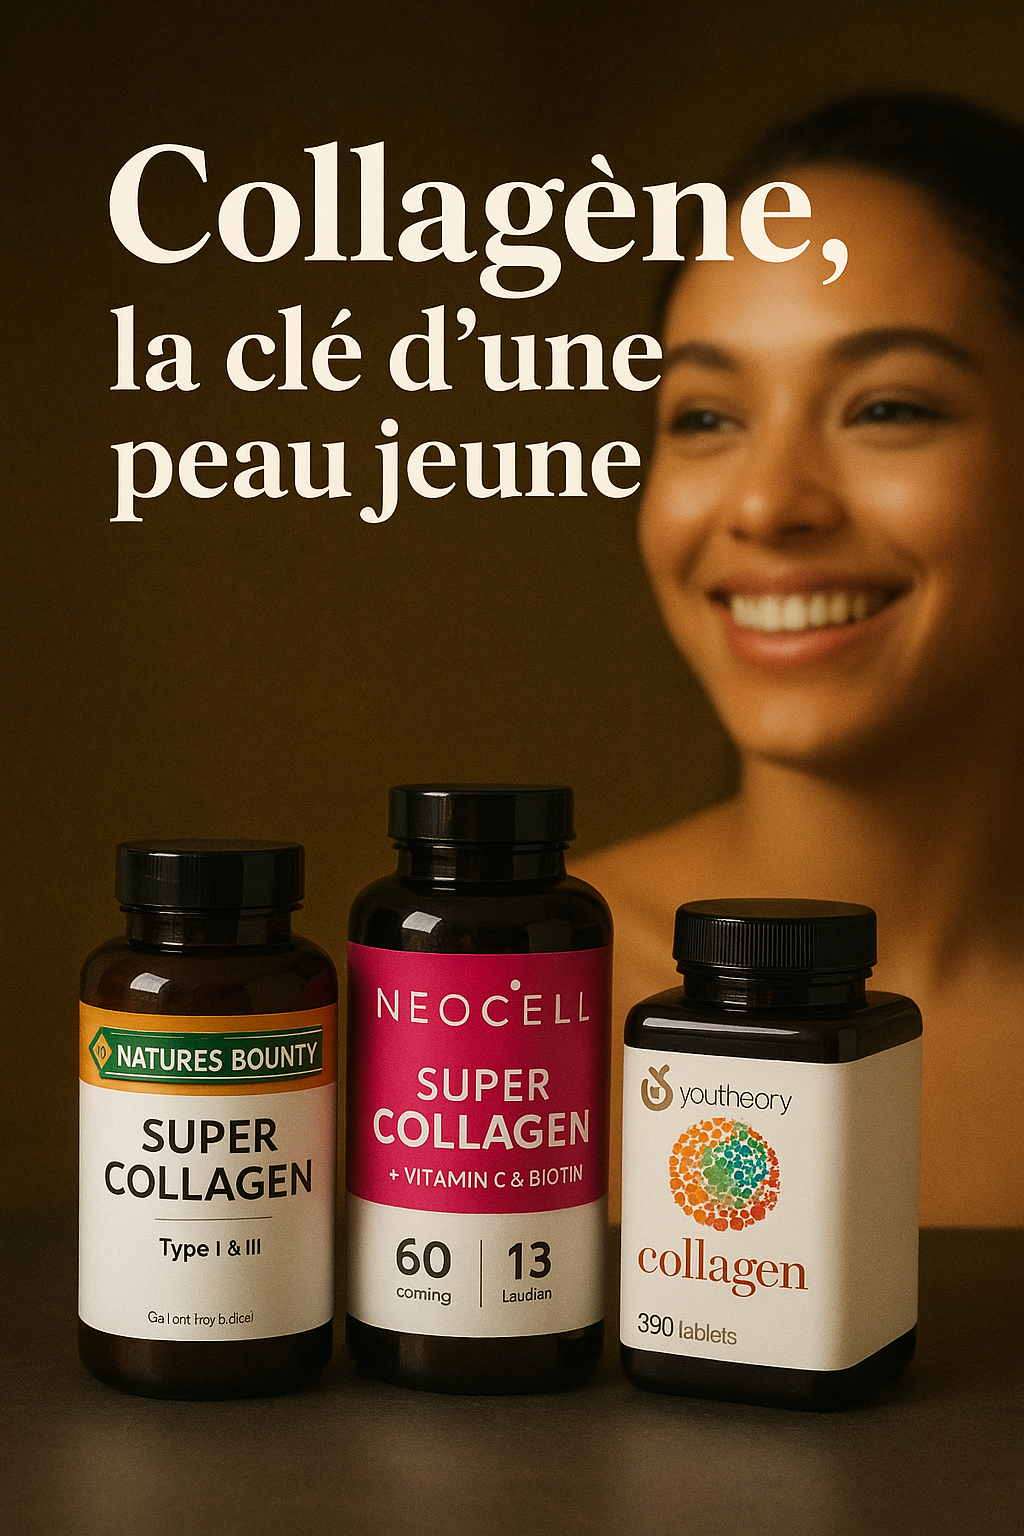 Collagène,
la clé d'une
peau jeune
NATURES BOUNTY
SUPER
COLLAGEN
Type I & III
NEOCELL
SUPER
COLLAGEN
+ VITAMIN C & BIOTIN
60
coming
13
Laudian
youtheory
collagen
390 lablets